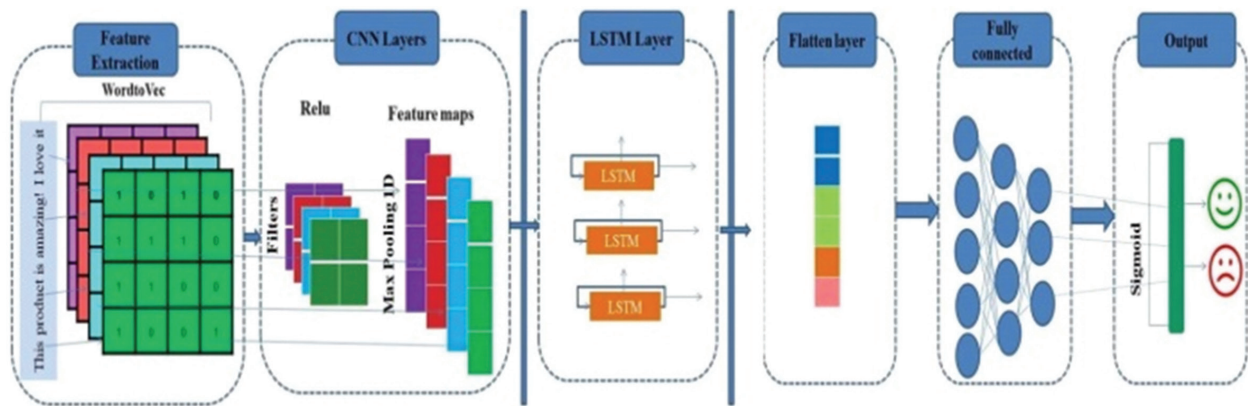 Feature
Extraction
WordtoVec
This product is amazing! I love it
1 0 1 0
1 1 1 0
1 1 0 0
1 0 0 1
CNN Layers
Relu
Filters
Feature maps
Max Pooling 1D
LSTM Layer
LSTM
LSTM
LSTM
Flatten layer
Fully
connected
Output
Sigmoid